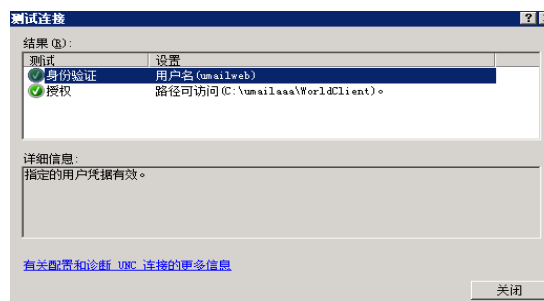 测试连接
结果(R):
测试 设置
身份验证 用户名(umailweb)
授权 路径可访问(C:\umailaaa\WorldClient)。
详细信息:
指定的用户凭据有效。
有关配置和诊断 UNC 连接的更多信息
关闭